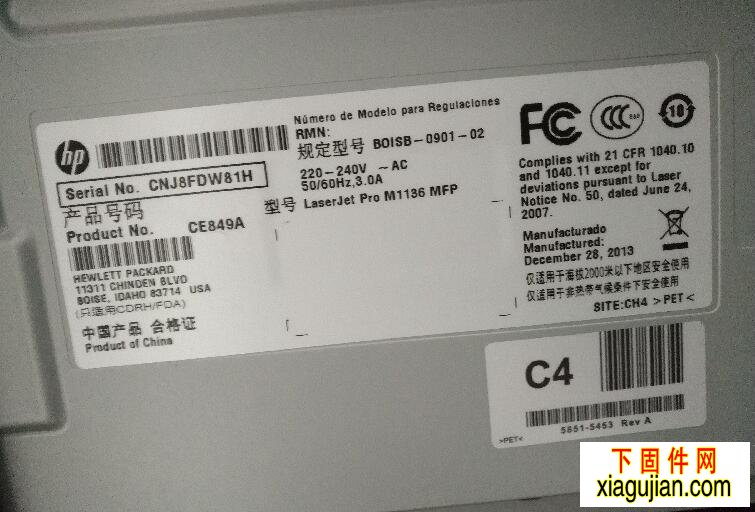 hp
Serial No. CNJ8FDW81H
产品号码
Product No. CE849A
HEWLETT PACKARD
11311 CHINDEN BLVD
BOISE, IDAHO 83714 USA
(只适用CDRH/FDA)
中国产品 合格证
Product of China
Número de Modelo para Regulaciones
RMN:
规定型号 BOISB-0901-02
220-240V ~AC
50/60Hz,3.0A
型号 LaserJet Pro M1136 MFP
FC
CCC
10
Complies with 21 CFR 1040.10
and 1040.11 except for
deviations pursuant to Laser
Notice No. 50, dated June 24,
2007.
Manufacturado
Manufactured:
December 28, 2013
仅适用于海拔2000米以下地区安全使用
仅适用于非热带气候条件下安全使用
SITE:CH4 >PET<
C4
5851-5453 Rev A
>PET<
下固件网
xiagujian.com